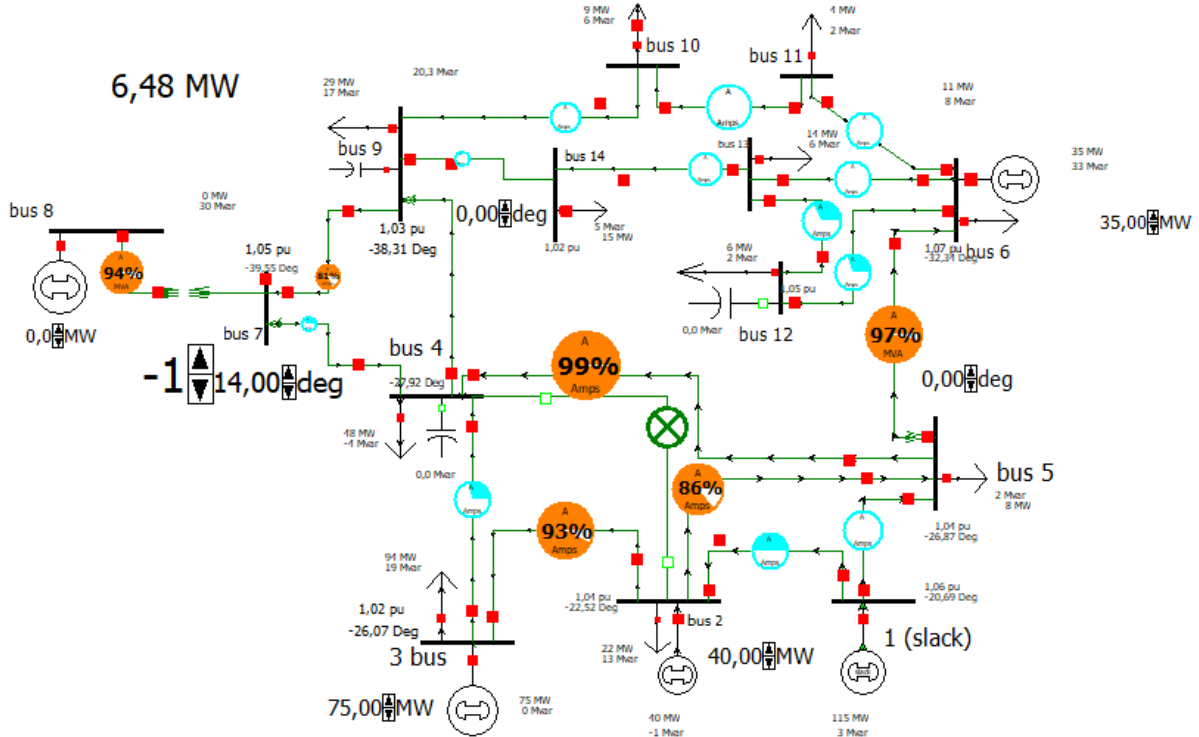 9 MW
6 Mvar
4 MW
2 Mvar
bus 10
bus 11
6,48 MW
20,3 Mvar
29 MW
17 Mvar
11 MW
8 Mvar
A
Amps
A
Amps
A
Amps
14 MW
6 Mvar
bus 13
bus 9
bus 14
A
Amps
A
Amps
35 MW
33 Mvar
0 MW
30 Mvar
bus 8
0,00 deg
5 Mvar
15 MW
A
Amps
35,00 MW
1,03 pu
-38,31 Deg
1,02 pu
1,07 pu
-32,34 Deg
bus 6
1,05 pu
-39,55 Deg
6 MW
2 Mvar
A
94%
MVA
81%
A
Amps
1,05 pu
0,0 MW
bus 7
0,0 Mvar
bus 12
A
97%
MVA
bus 4
A
99%
Amps
-1
14,00 deg
-27,92 Deg
0,00 deg
48 MW
-4 Mvar
0,0 Mvar
A
86%
Amps
bus 5
2 Mvar
8 MW
A
Amps
A
93%
Amps
A
Amps
1,04 pu
-26,87 Deg
94 MW
19 Mvar
A
Amps
1,02 pu
-26,07 Deg
1,04 pu
-22,52 Deg
bus 2
1,06 pu
-20,69 Deg
3 bus
22 MW
13 Mvar
40,00 MW
1 (slack)
slack
75,00 MW
75 MW
0 Mvar
40 MW
-1 Mvar
115 MW
3 Mvar